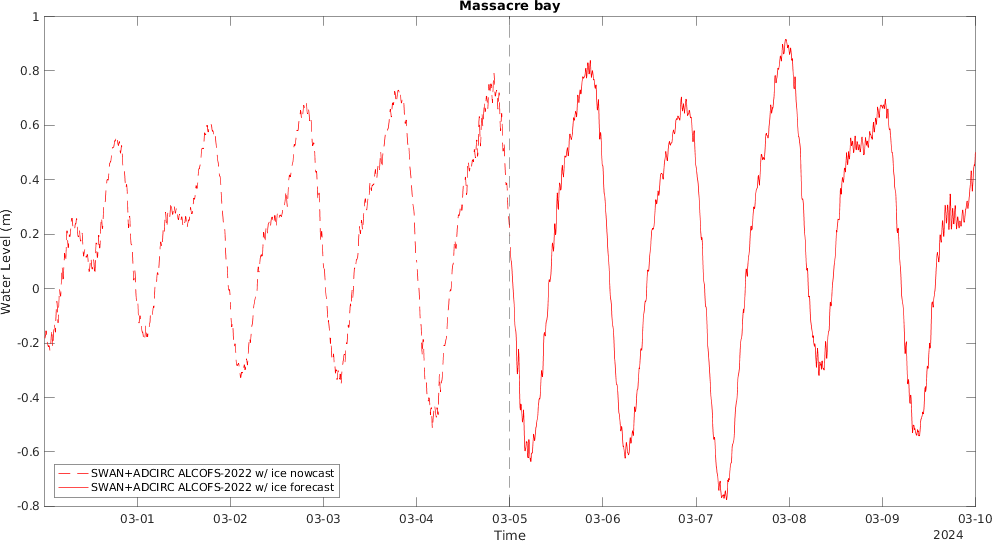 Massacre bay
1
0.8
0.6
0.4
0.2
0
-0.2
-0.4
-0.6
-0.8
Water Level (m)
SWAN+ADCIRC ALCOFS-2022 w/ ice nowcast
SWAN+ADCIRC ALCOFS-2022 w/ ice forecast
03-01 03-02 03-03 03-04 03-05 03-06 03-07 03-08 03-09 03-10
Time
2024